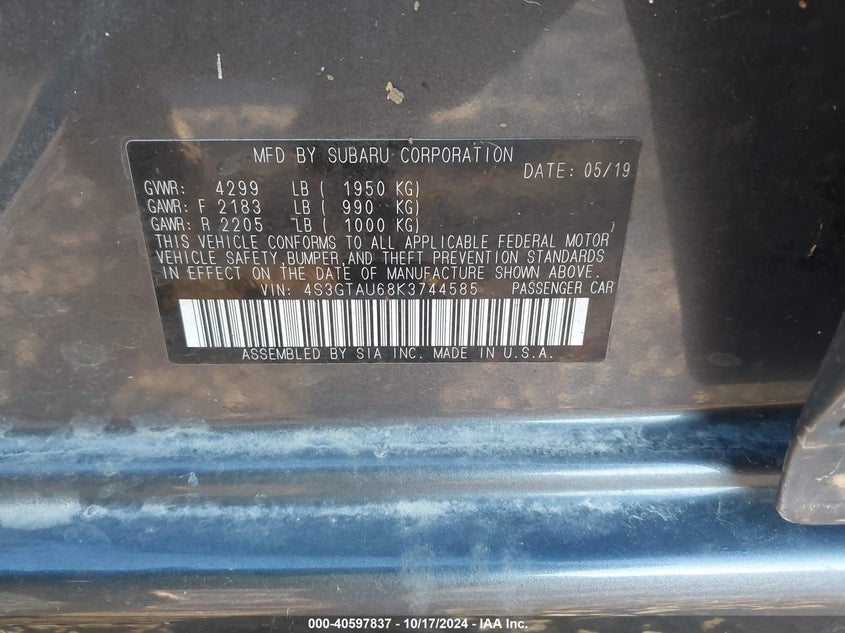 MFD BY SUBARU CORPORATION
DATE: 05/19
GVWR: 4299 LB ( 1950 KG)
GAWR: F 2183 LB ( 990 KG)
GAWR: R 2205 LB ( 1000 KG)
THIS VEHICLE CONFORMS TO ALL APPLICABLE FEDERAL MOTOR
VEHICLE SAFETY, BUMPER, AND THEFT PREVENTION STANDARDS
IN EFFECT ON THE DATE OF MANUFACTURE SHOWN ABOVE.
VIN: 4S3GTAU68K3744585 PASSENGER CAR
ASSEMBLED BY SIA INC. MADE IN U.S.A.
000-40597837 - 10/17/2024 - IAA Inc.